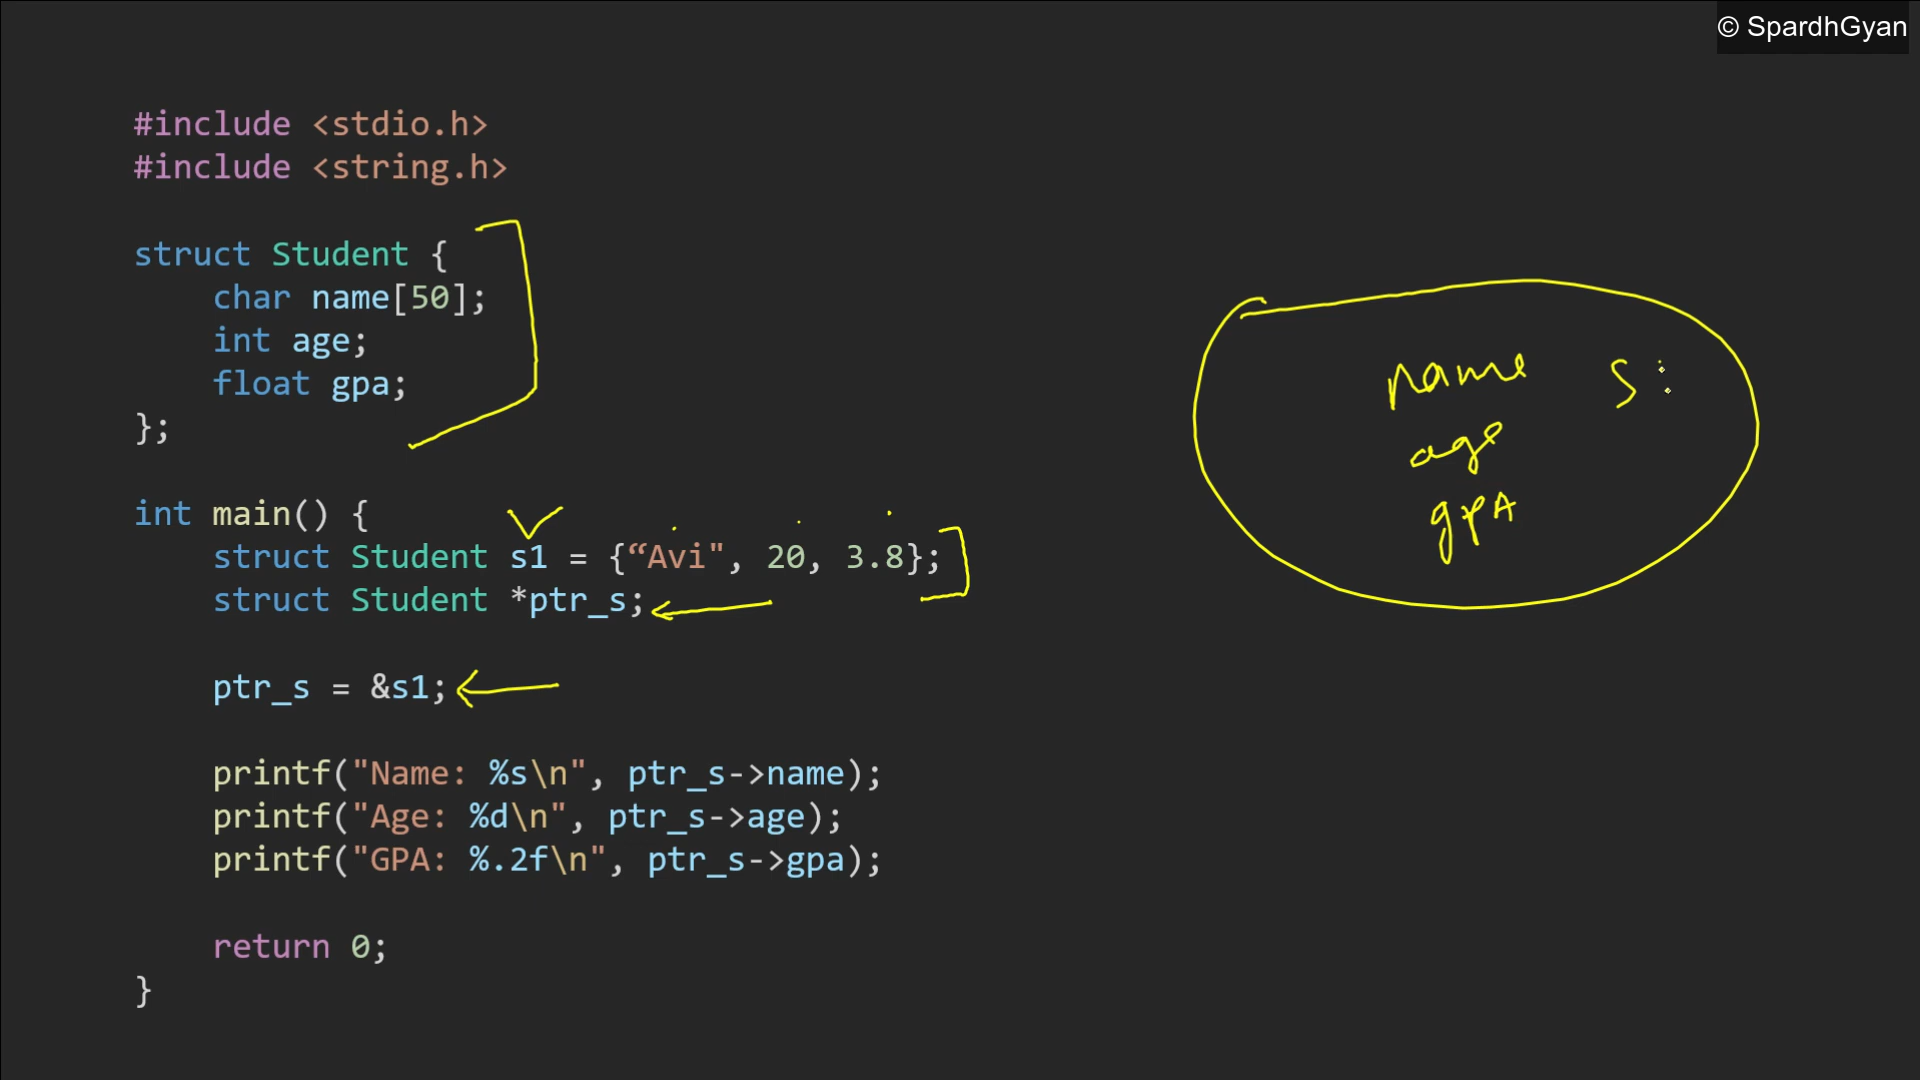 © SpardhGyan
#include <stdio.h>
#include <string.h>
struct Student {
char name[50];
int age;
float gpa;
};
name s:
age
gpA
int main() {
struct Student s1 = {“Avi", 20, 3.8};
struct Student *ptr_s;
ptr_s = &s1;
printf("Name: %s\n", ptr_s->name);
printf("Age: %d\n", ptr_s->age);
printf("GPA: %.2f\n", ptr_s->gpa);
return 0;
}